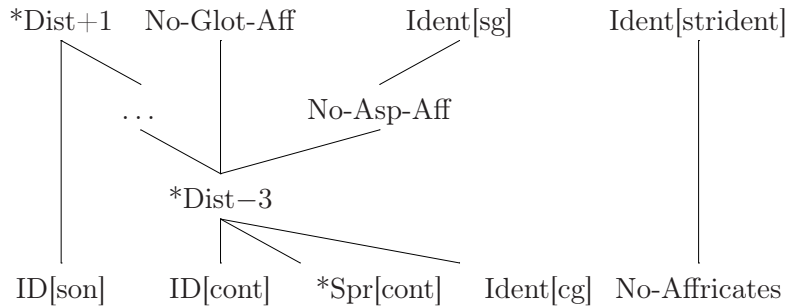 *Dist+1 No-Glot-Aff Ident[sg] Ident[strident]
... No-Asp-Aff
*Dist−3
ID[son] ID[cont] *Spr[cont] Ident[cg] No-Affricates